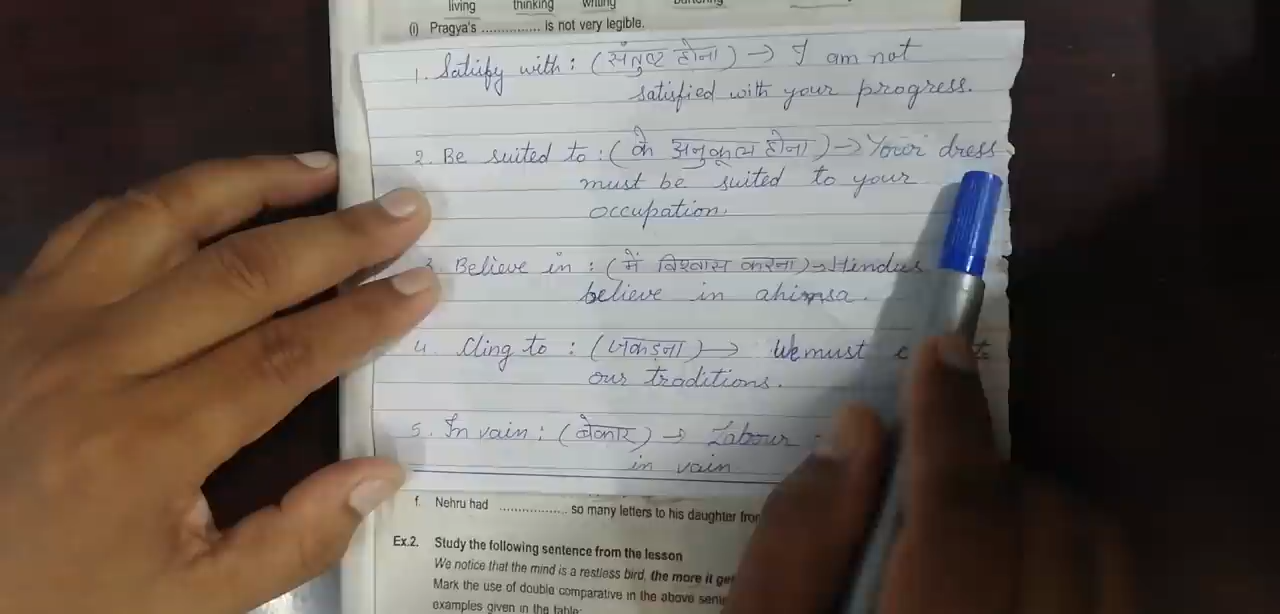 living thinking writing
(i) Pragya's ............... is not very legible.
1. Satisfy with : (संतुष्ट होना) → I am not
satisfied with your progress.
2. Be suited to : (के अनुकूल होना) → Your dress
must be suited to your
occupation.
3. Believe in : (में विश्वास करना) → Hindus
believe in ahimsa.
4. Cling to : (जकड़ना) → We must
our traditions.
5. In vain : (बेकार) → Labour
in vain
f. Nehru had ................. so many letters to his daughter from
Ex.2. Study the following sentence from the lesson
We notice that the mind is a restless bird, the more it
Mark the use of double comparative in the above
examples given in the table: